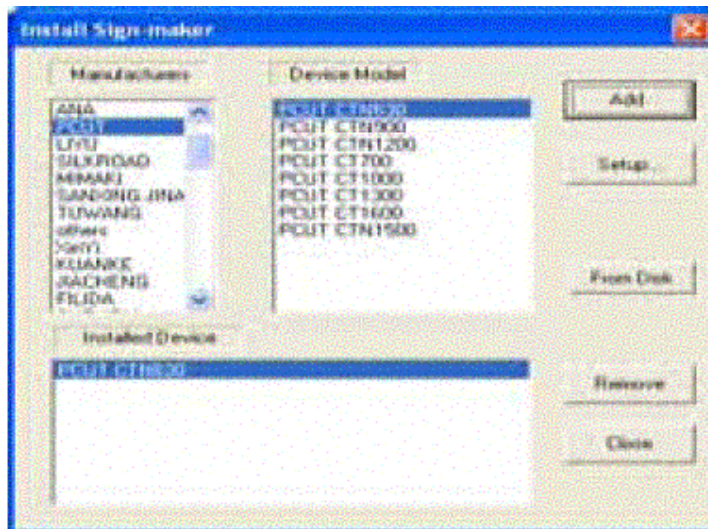 Install Sign-maker
Manufacturers
Device Model
ANA
PCUT
LIYU
SILKROAD
MIMAKI
SANXING JINA
TUWANG
others
KUANKE
JIACHENG
PCUT CTN630
PCUT CTN900
PCUT CTN1200
PCUT CT700
PCUT CT1000
PCUT CT1300
PCUT CT1600
PCUT CTN1500
Add
Setup...
From Disk
Installed Device
PCUT CTN630
Remove
Close